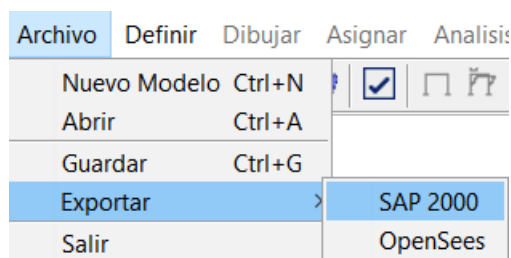 Archivo Definir Dibujar Asignar Analisis
Nuevo Modelo Ctrl+N
Abrir Ctrl+A
Guardar Ctrl+G
Exportar
SAP 2000
Salir
OpenSees